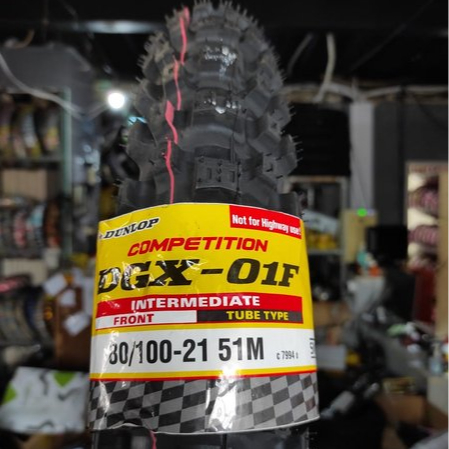 DUNLOP
Not for Highway use!
COMPETITION
DGX-01F
INTERMEDIATE
FRONT TUBE TYPE
80/100-21 51M